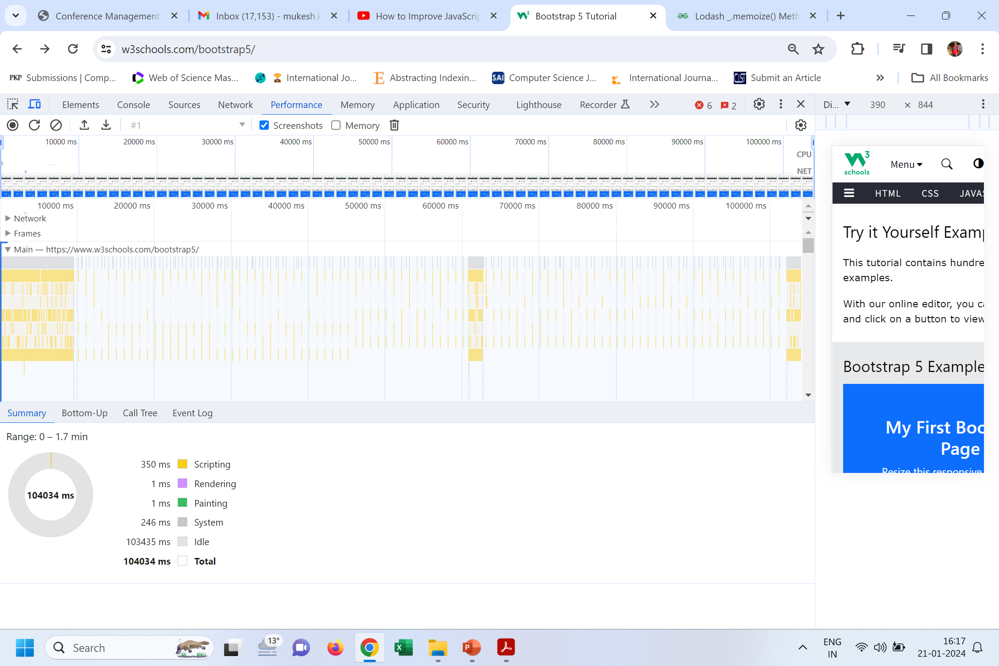 Conference Management
Inbox (17,153) - mukesh.k
How to Improve JavaScrip
Bootstrap 5 Tutorial
Lodash _.memoize() Meth
w3schools.com/bootstrap5/
PKP Submissions | Comp...
Web of Science Mas...
International Jo...
E Abstracting Indexin...
SAI Computer Science J...
International Journa...
Submit an Article
All Bookmarks
Elements Console Sources Network Performance Memory Application Security Lighthouse Recorder 6 2
Di... 390 × 844
#1 Screenshots Memory
10000 ms 20000 ms 30000 ms 40000 ms 50000 ms 60000 ms 70000 ms 80000 ms 90000 ms 100000 ms
CPU
NET
10000 ms 20000 ms 30000 ms 40000 ms 50000 ms 60000 ms 70000 ms 80000 ms 90000 ms 100000 ms
Network
Frames
Main — https://www.w3schools.com/bootstrap5/
Summary Bottom-Up Call Tree Event Log
Range: 0 – 1.7 min
104034 ms
350 ms Scripting
1 ms Rendering
1 ms Painting
246 ms System
103435 ms Idle
104034 ms Total
3
schools
Menu
HTML CSS JAVAS
Try it Yourself Examp
This tutorial contains hundre
examples.
With our online editor, you ca
and click on a button to view
Bootstrap 5 Example
My First Boo
Page
Resize this responsive
Search
13°
X
P
ENG
IN
16:17
21-01-2024